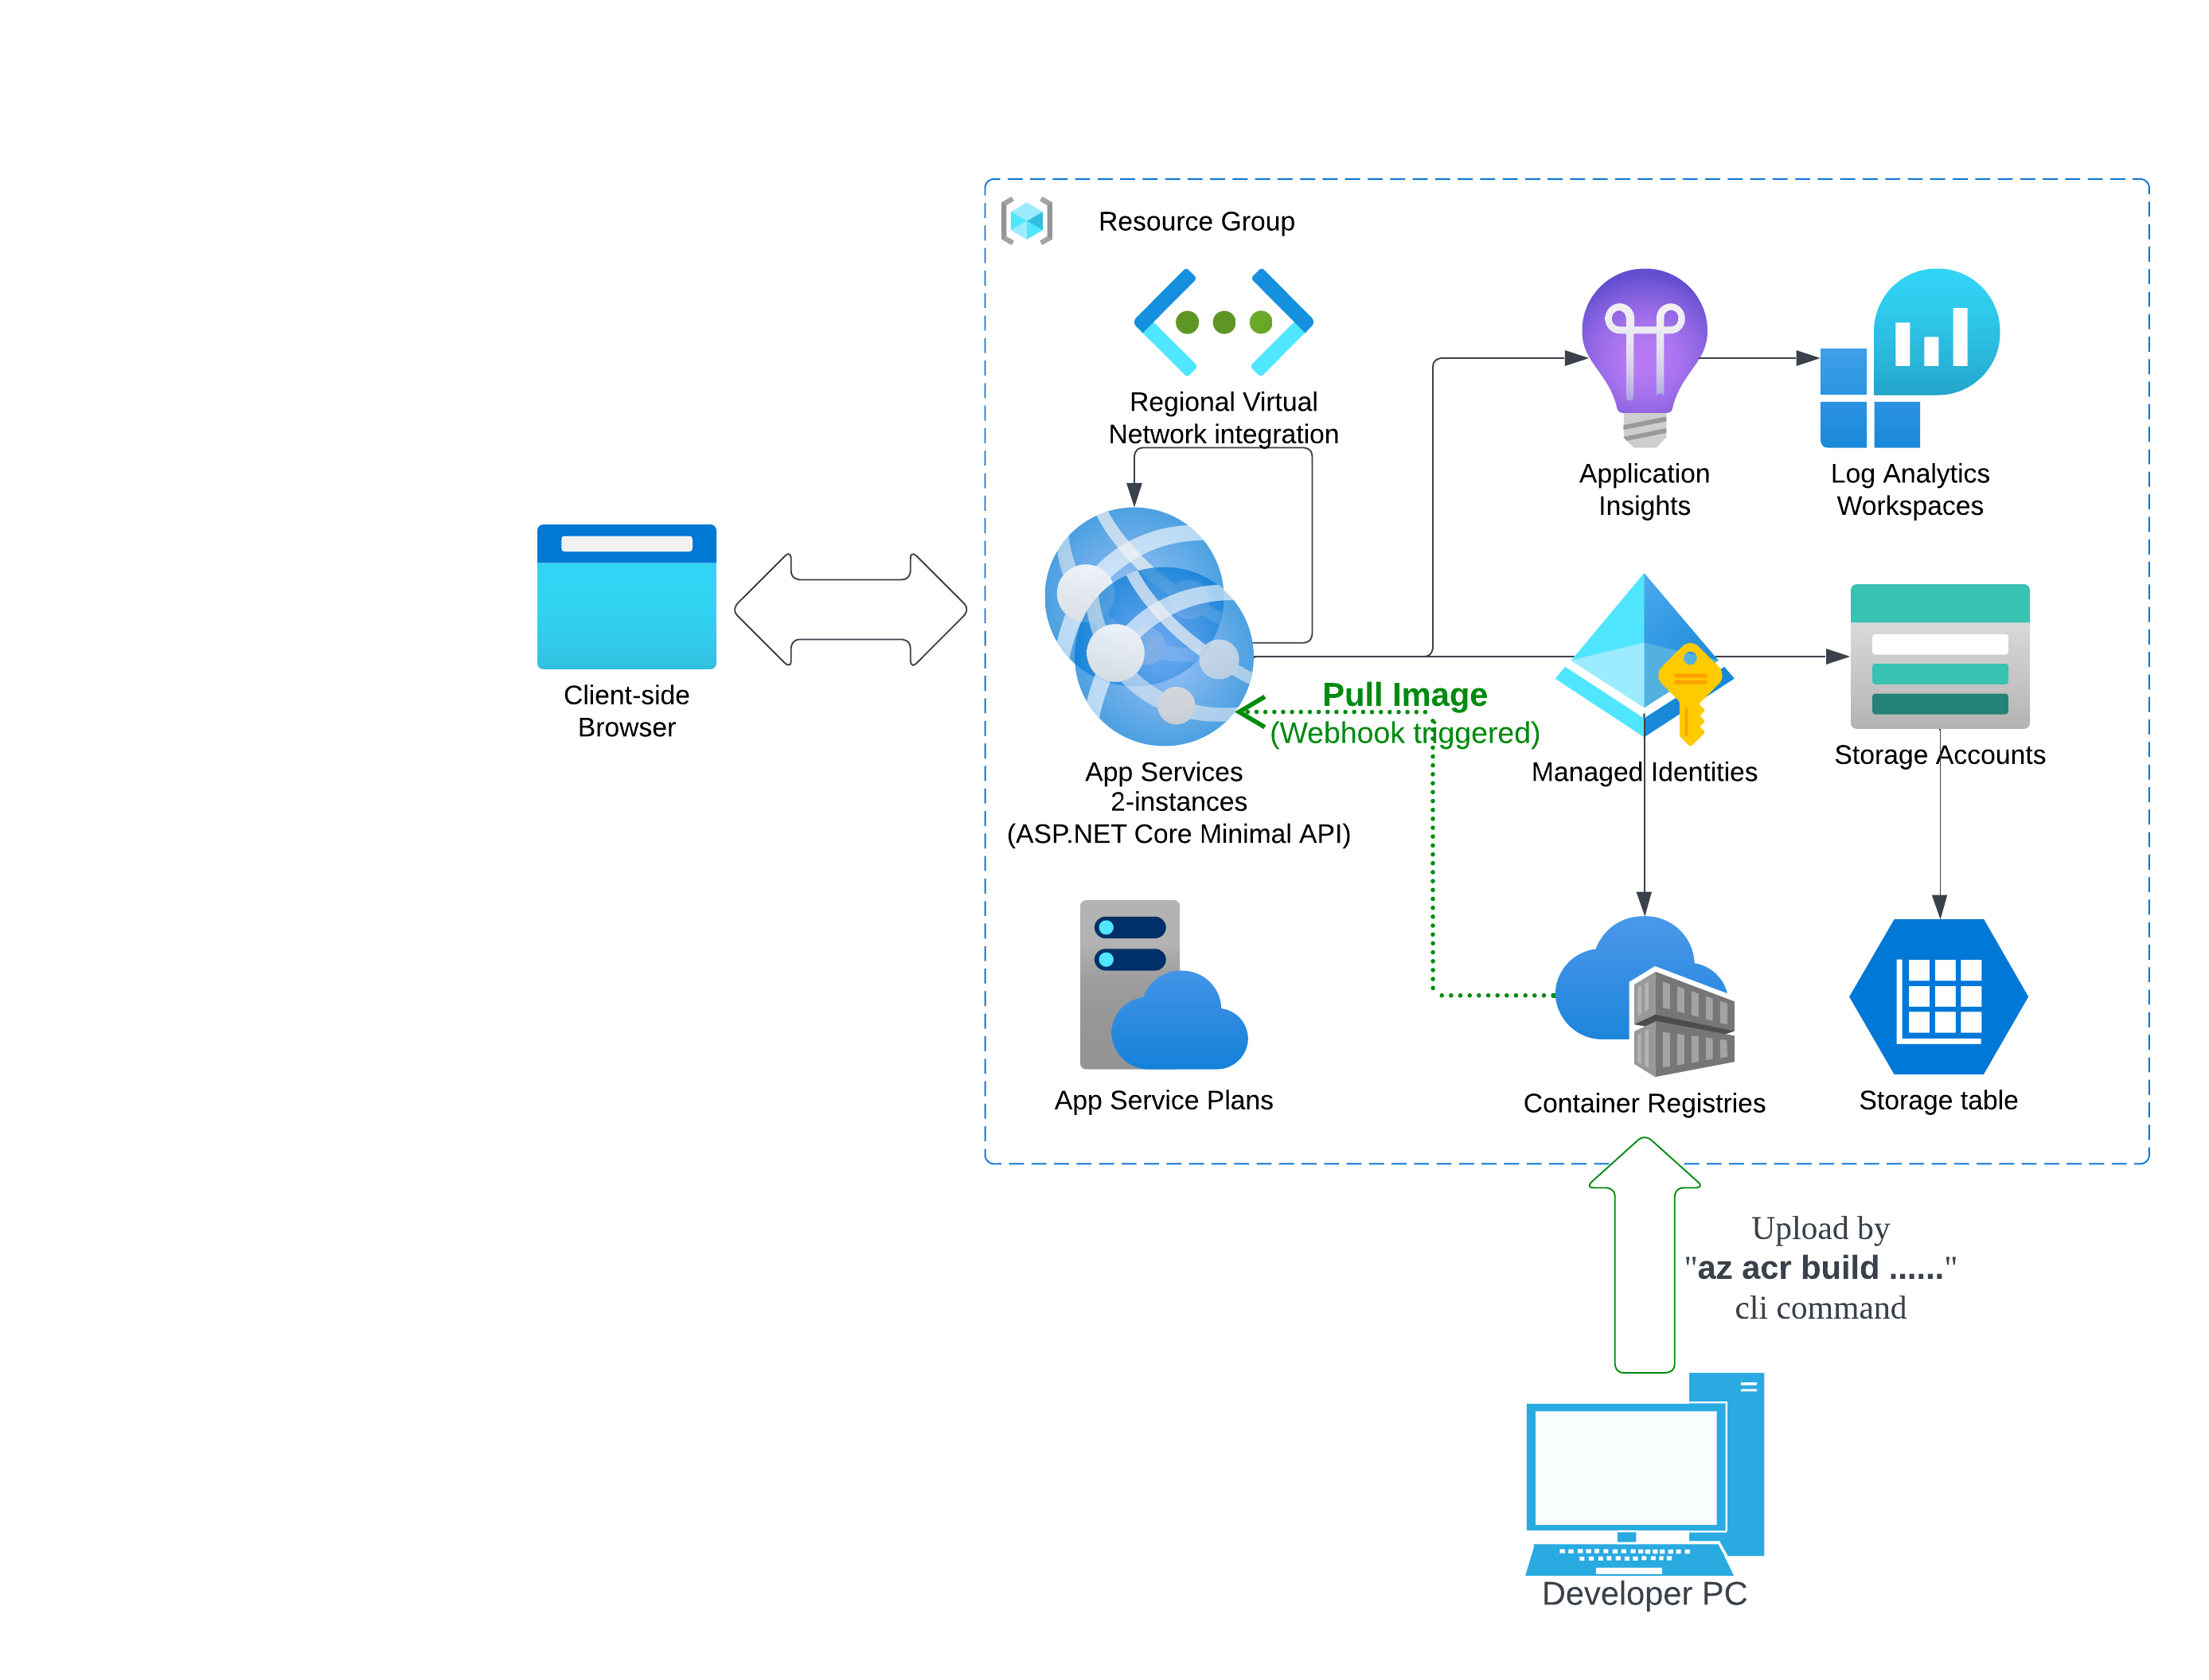 Resource Group
Regional Virtual
Network integration
Application
Insights
Log Analytics
Workspaces
Client-side
Browser
Pull Image
(Webhook triggered)
App Services
2-instances
(ASP.NET Core Minimal API)
Managed Identities
Storage Accounts
App Service Plans
Container Registries
Storage table
Upload by
"az acr build ......"
cli command
Developer PC